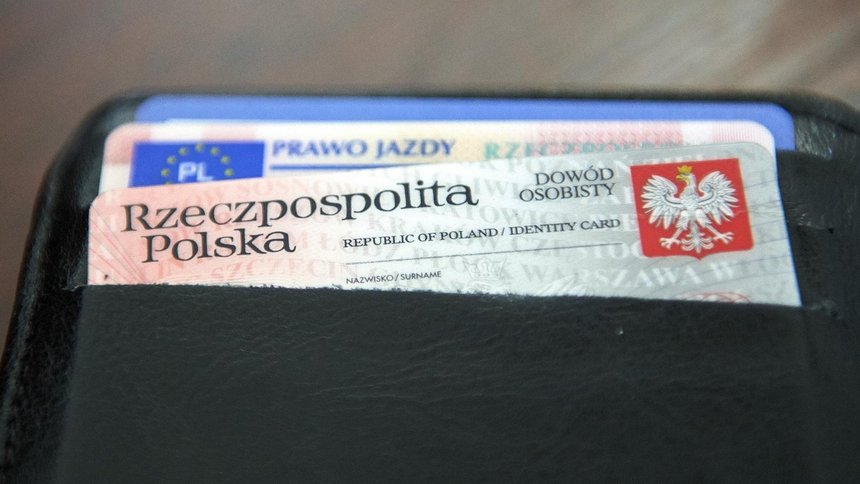 PRAWO JAZDY
PL
Rzeczpospolita
Polska
DOWÓD
OSOBISTY
REPUBLIC OF POLAND / IDENTITY CARD
NAZWISKO / SURNAME